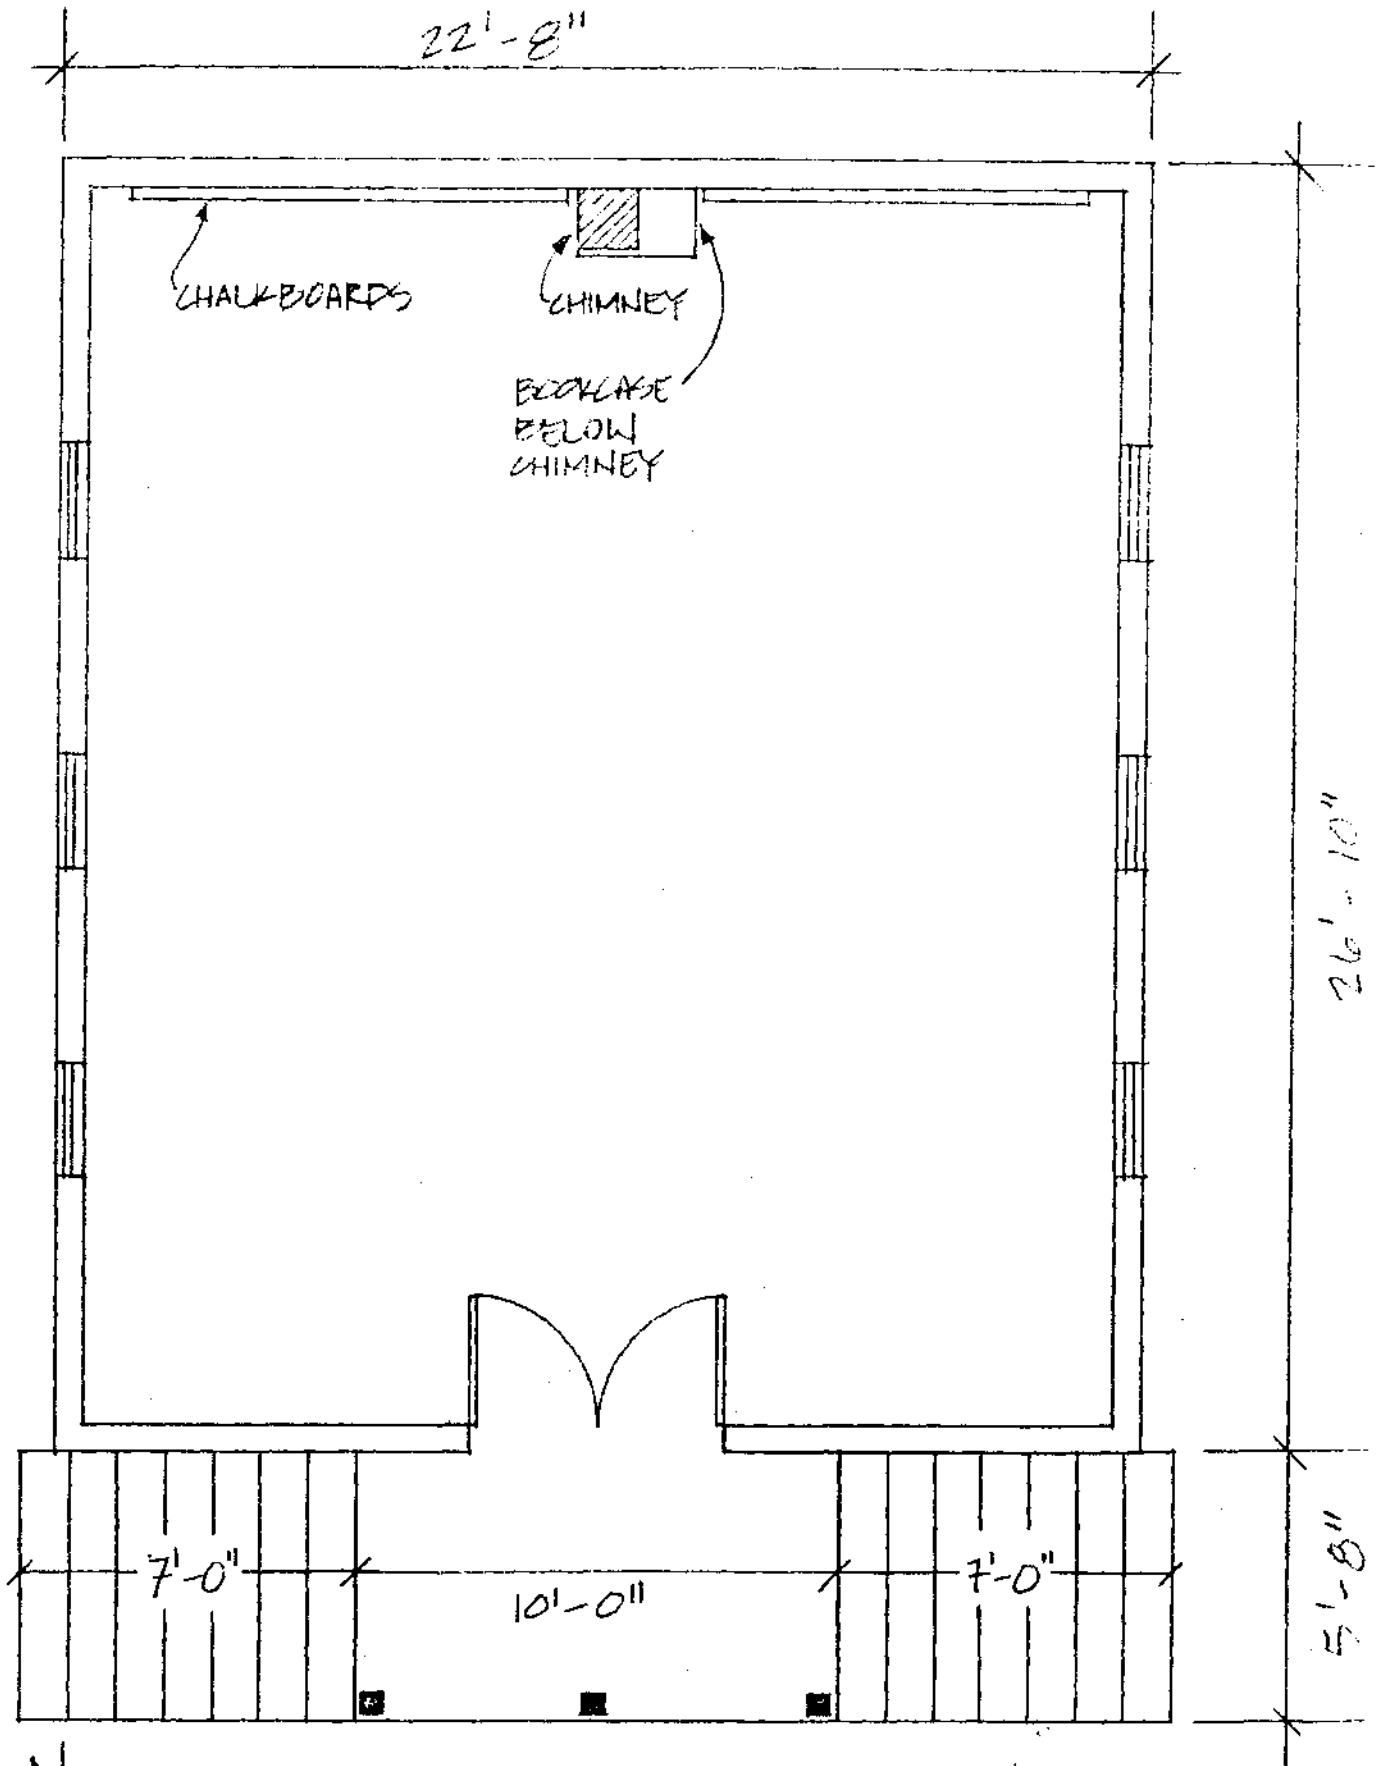 22'-8"
CHALKBOARDS
CHIMNEY
BOOKCASE
BELOW
CHIMNEY
26'-10"
7'-0"
10'-0"
7'-0"
5'-8"